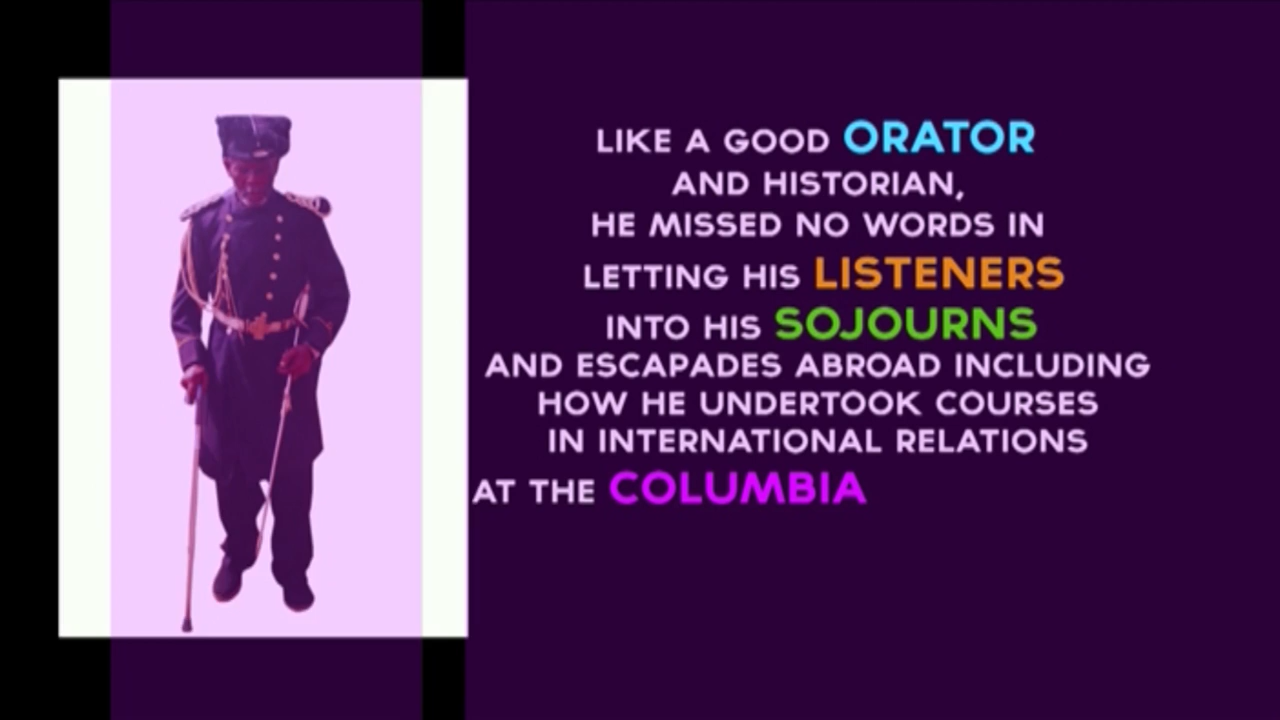 LIKE A GOOD ORATOR
AND HISTORIAN,
HE MISSED NO WORDS IN
LETTING HIS LISTENERS
INTO HIS SOJOURNS
AND ESCAPADES ABROAD INCLUDING
HOW HE UNDERTOOK COURSES
IN INTERNATIONAL RELATIONS
AT THE COLUMBIA